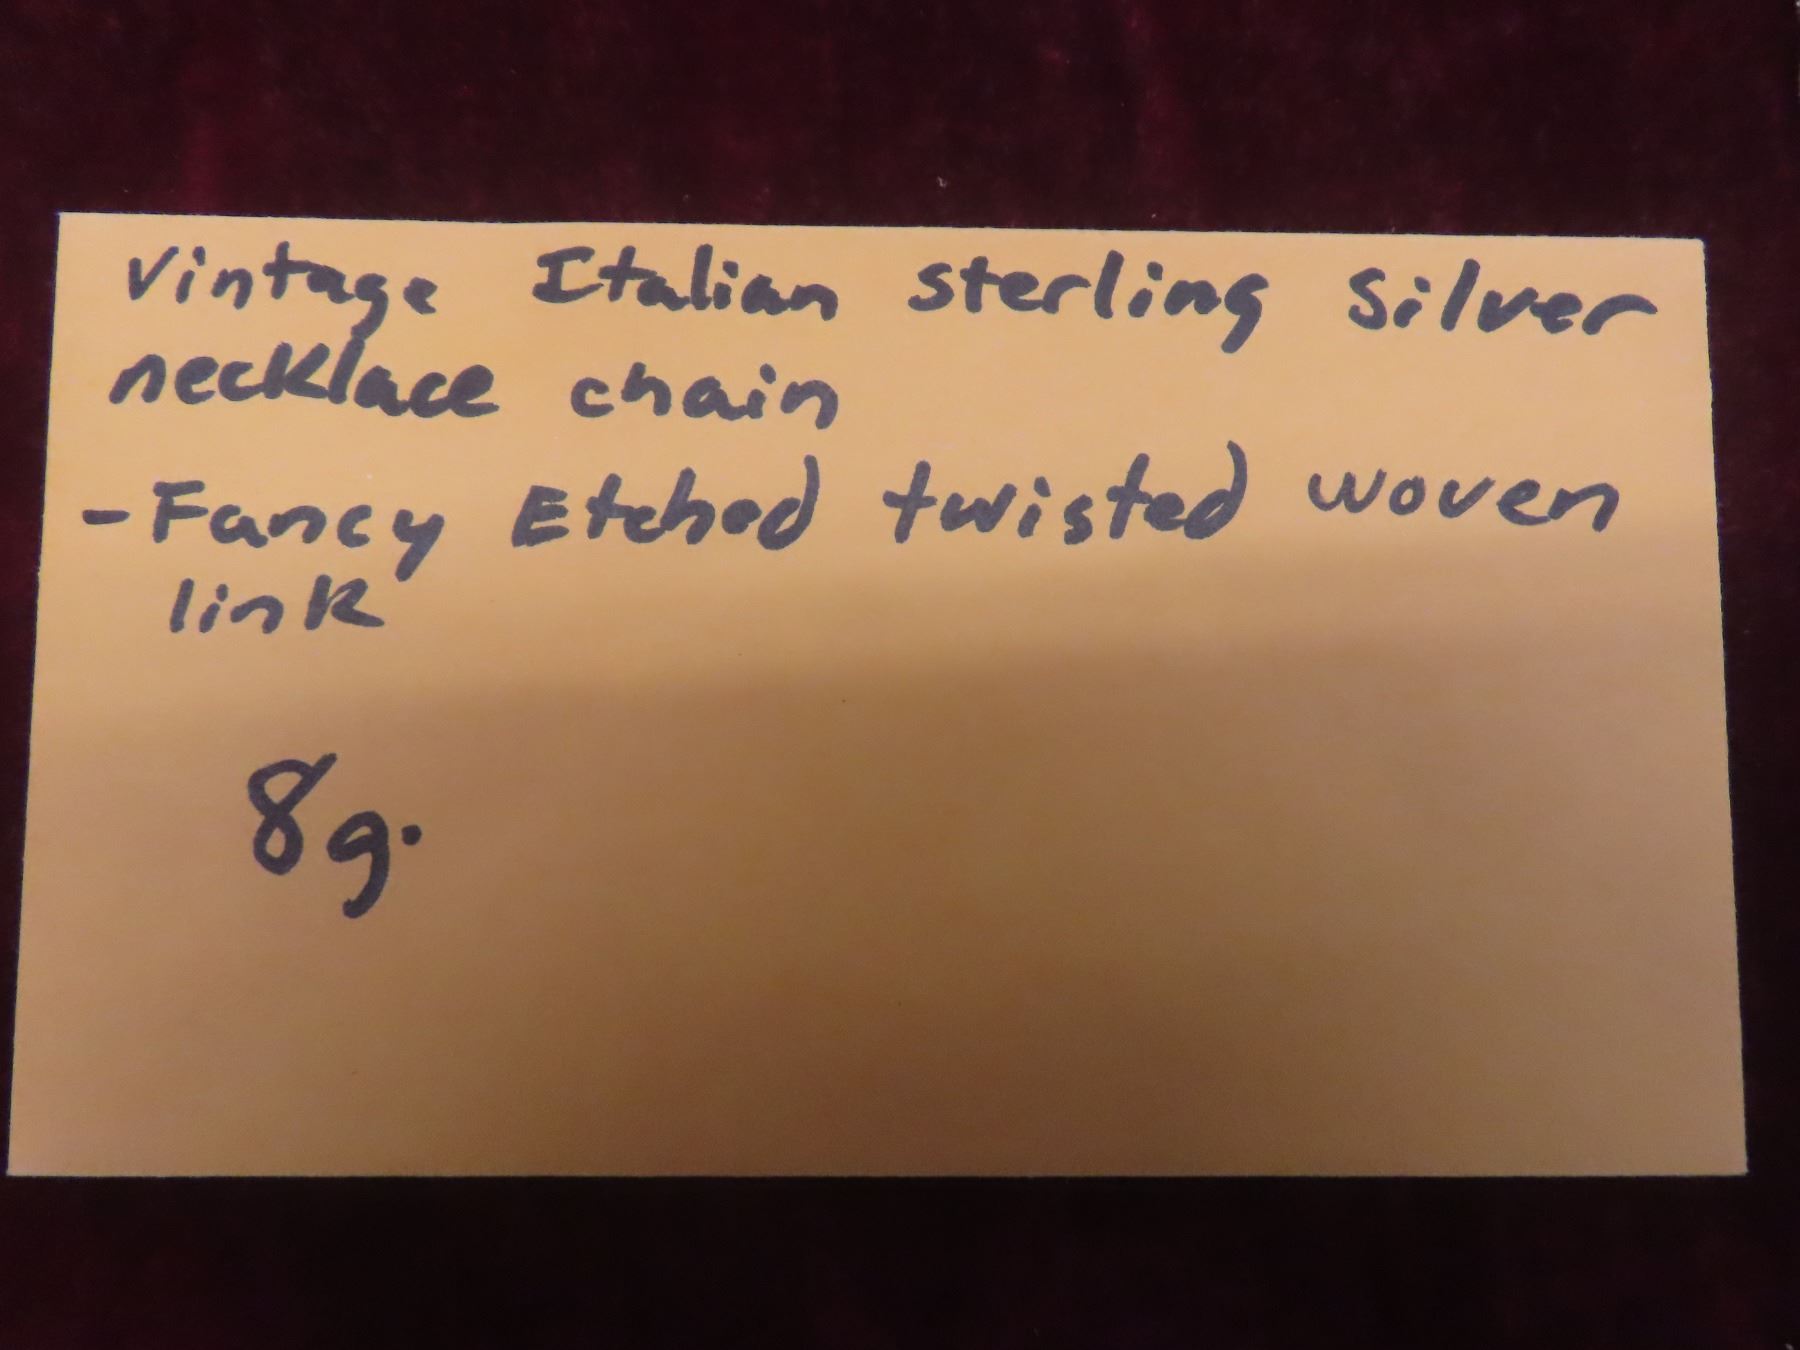 Vintage Italian sterling Silver
necklace chain
- Fancy Etched twisted woven
link
8g.